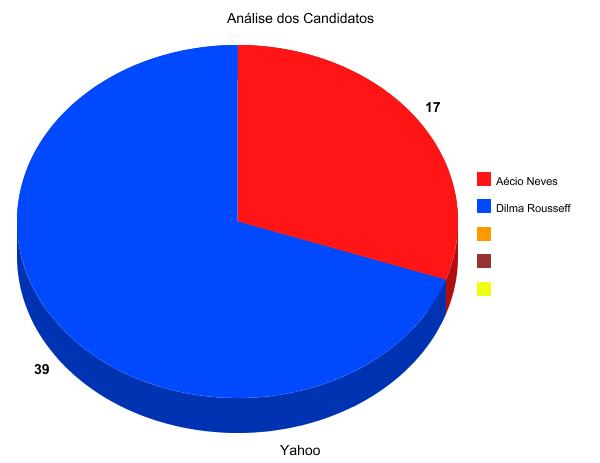 Análise dos Candidatos
17
Aécio Neves
Dilma Rousseff
39
Yahoo